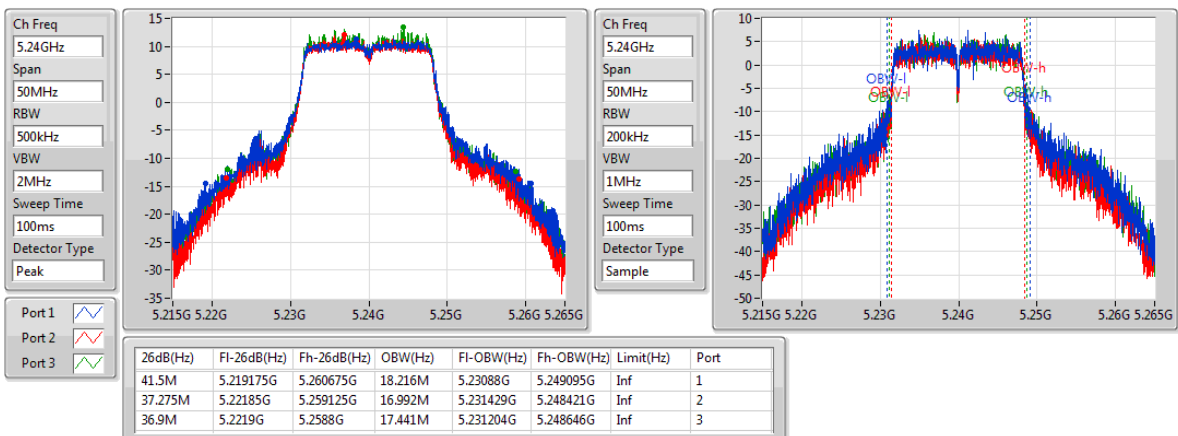 Ch Freq
5.24GHz
Span
50MHz
RBW
500kHz
VBW
2MHz
Sweep Time
100ms
Detector Type
Peak
Port 1
Port 2
Port 3
15
10
5
0
-5
-10
-15
-20
-25
-30
-35
5.215G 5.22G 5.23G 5.24G 5.25G 5.26G 5.265G
Ch Freq
5.24GHz
Span
50MHz
RBW
200kHz
VBW
1MHz
Sweep Time
100ms
Detector Type
Sample
10
5
0
-5
-10
-15
-20
-25
-30
-35
-40
-45
-50
OBW-l
OBW-h
OBW-l
OBW-l
OBW-h
OBW-h
5.215G 5.22G 5.23G 5.24G 5.25G 5.26G 5.265G
26dB(Hz) Fl-26dB(Hz) Fh-26dB(Hz) OBW(Hz) Fl-OBW(Hz) Fh-OBW(Hz) Limit(Hz) Port
41.5M 5.219175G 5.260675G 18.216M 5.23088G 5.249095G Inf 1
37.275M 5.22185G 5.259125G 16.992M 5.231429G 5.248421G Inf 2
36.9M 5.2219G 5.2588G 17.441M 5.231204G 5.248646G Inf 3